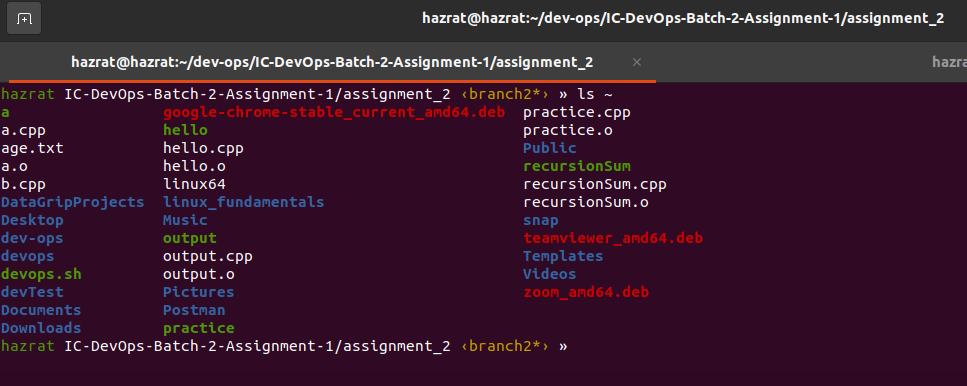 hazrat@hazrat:~/dev-ops/IC-DevOps-Batch-2-Assignment-1/assignment_2
hazrat@hazrat:~/dev-ops/IC-DevOps-Batch-2-Assignment-1/assignment_2 × hazra
hazrat IC-DevOps-Batch-2-Assignment-1/assignment_2 ‹branch2*› » ls ~
a google-chrome-stable_current_amd64.deb practice.cpp
a.cpp hello practice.o
age.txt hello.cpp Public
a.o hello.o recursionSum
b.cpp linux64 recursionSum.cpp
DataGripProjects linux_fundamentals recursionSum.o
Desktop Music snap
dev-ops output teamviewer_amd64.deb
devops output.cpp Templates
devops.sh output.o Videos
devTest Pictures zoom_amd64.deb
Documents Postman
Downloads practice
hazrat IC-DevOps-Batch-2-Assignment-1/assignment_2 ‹branch2*› »